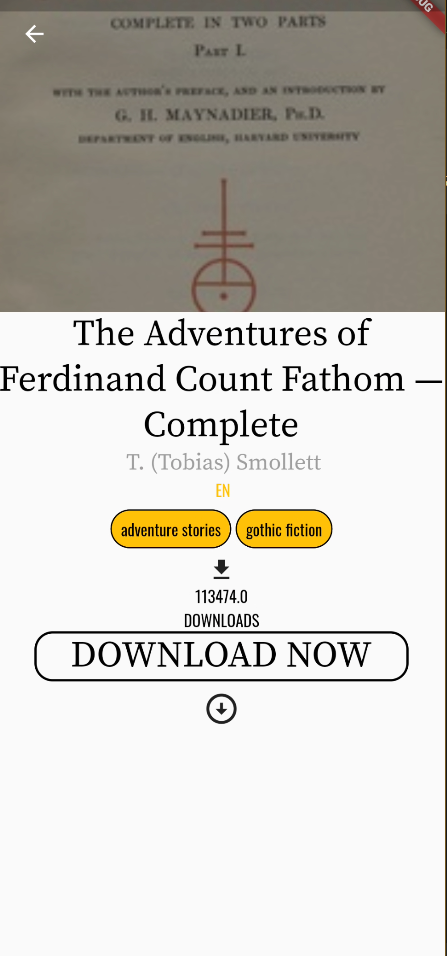 UG
COMPLETE IN TWO PARTS
PART I.
WITH THE AUTHOR'S PREFACE, AND AN INTRODUCTION BY
G. H. MAYNADIER, PH.D.
DEPARTMENT OF ENGLISH, HARVARD UNIVERSITY
The Adventures of
Ferdinand Count Fathom —
Complete
T. (Tobias) Smollett
EN
adventure stories gothic fiction
113474.0
DOWNLOADS
DOWNLOAD NOW